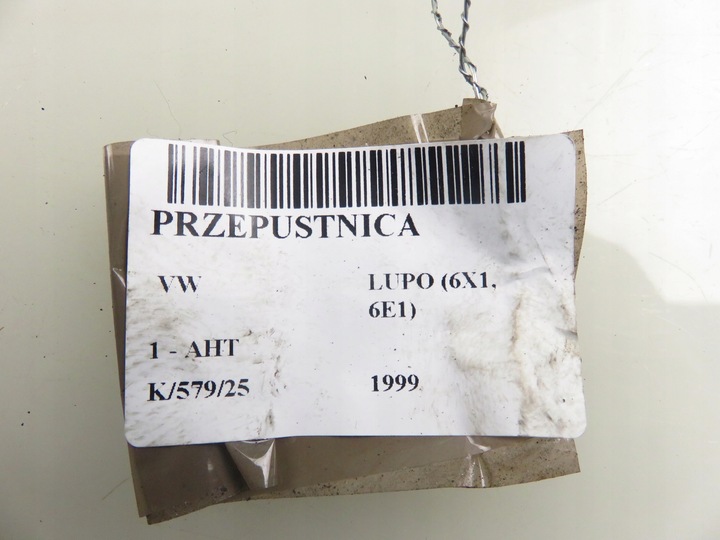 PRZEPUSTNICA
VW LUPO (6X1,
6E1)
1 - AHT
K/579/25 1999